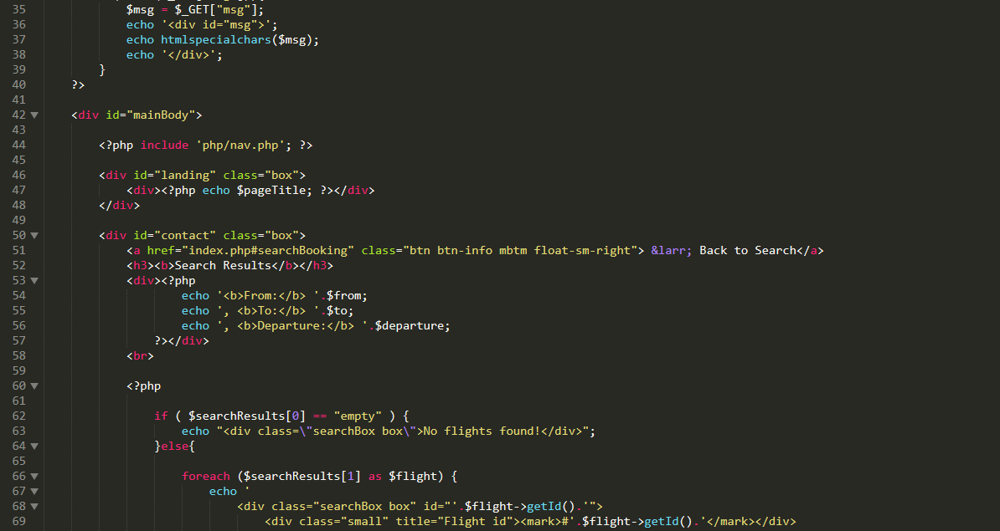 35 $msg = $_GET["msg"];
36 echo '<div id="msg">';
37 echo htmlspecialchars($msg);
38 echo '</div>';
39 }
40 ?>
41
42 <div id="mainBody">
43
44 <?php include 'php/nav.php'; ?>
45
46 <div id="landing" class="box">
47 <div><?php echo $pageTitle; ?></div>
48 </div>
49
50 <div id="contact" class="box">
51 <a href="index.php#searchBooking" class="btn btn-info mbtm float-sm-right"> &larr; Back to Search</a>
52 <h3><b>Search Results</b></h3>
53 <div><?php
54 echo '<b>From:</b> '.$from;
55 echo ', <b>To:</b> '.$to;
56 echo ', <b>Departure:</b> '.$departure;
57 ?></div>
58 <br>
59
60 <?php
61
62 if ( $searchResults[0] == "empty" ) {
63 echo "<div class=\"searchBox box\">No flights found!</div>";
64 }else{
65
66 foreach ($searchResults[1] as $flight) {
67 echo '
68 <div class="searchBox box" id="'.$flight->getId().'">
69 <div class="small" title="Flight id"><mark>#'.$flight->getId().'</mark></div>